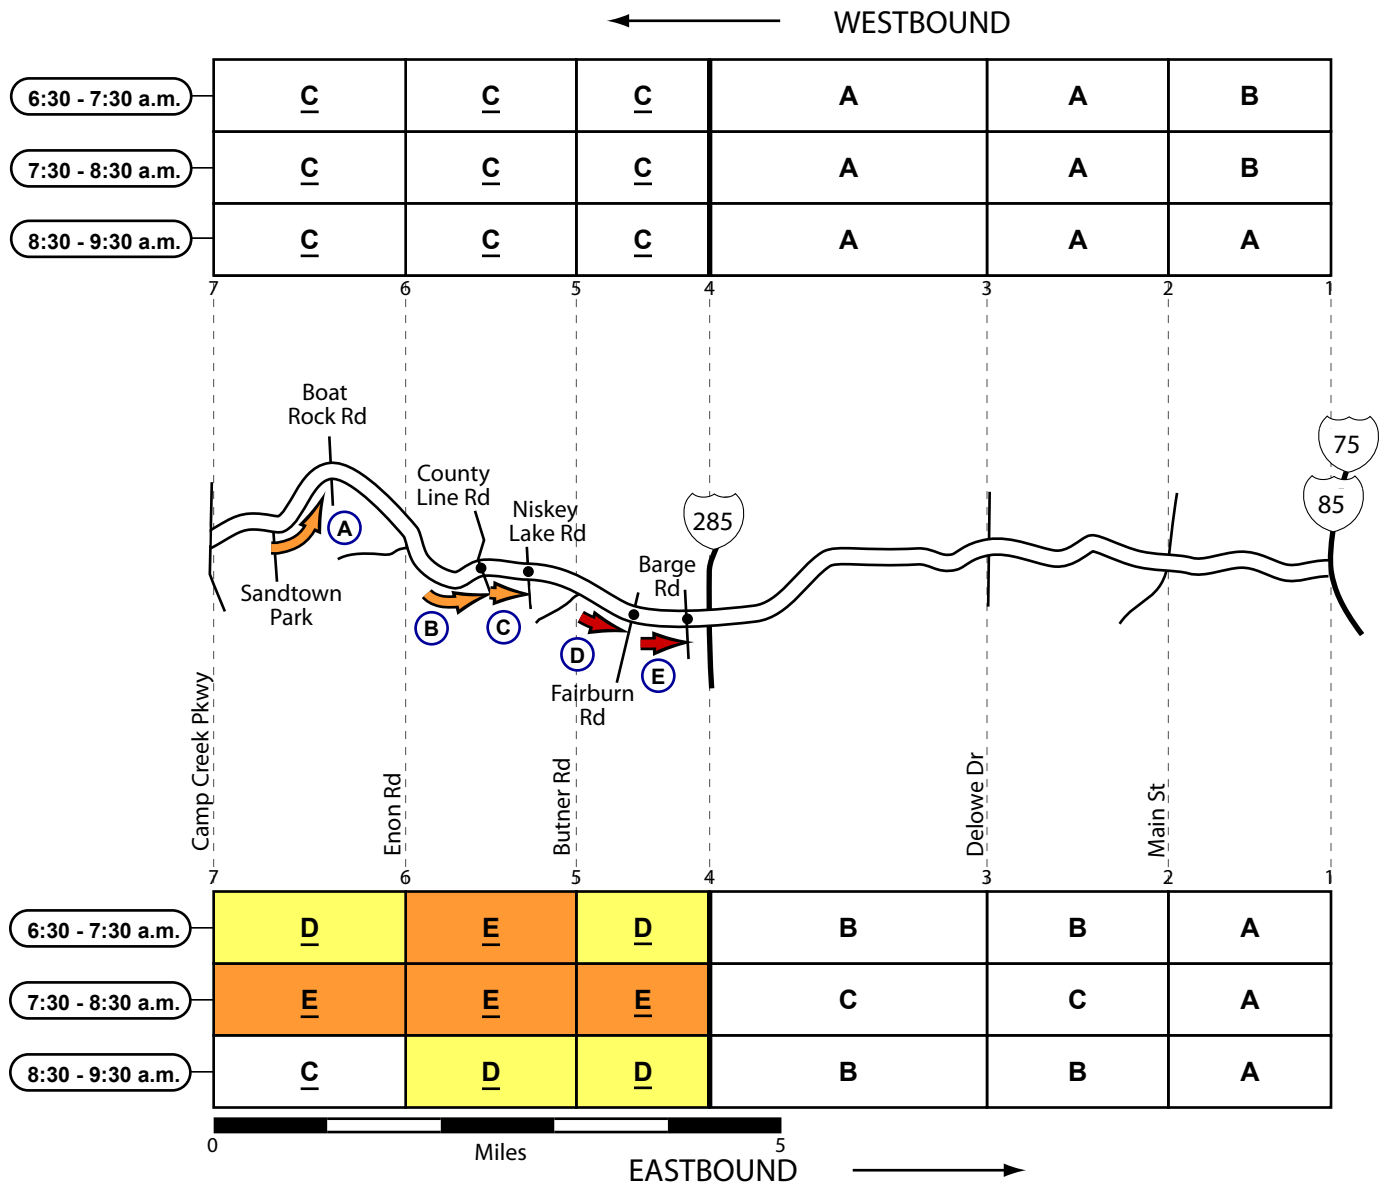 WESTBOUND
6:30 - 7:30 a.m. C C C A A B
7:30 - 8:30 a.m. C C C A A B
8:30 - 9:30 a.m. C C C A A A
7 6 5 4 3 2 1
Boat
Rock Rd
County
Line Rd
Niskey
Lake Rd
Barge
Rd
285
75
85
A
Sandtown
Park
B
C
D
E
Fairburn
Rd
Camp Creek Pkwy
Enon Rd
Butner Rd
Delowe Dr
Main St
7 6 5 4 3 2 1
6:30 - 7:30 a.m. D E D B B A
7:30 - 8:30 a.m. E E E C C A
8:30 - 9:30 a.m. C D D B B A
0 5
Miles
EASTBOUND